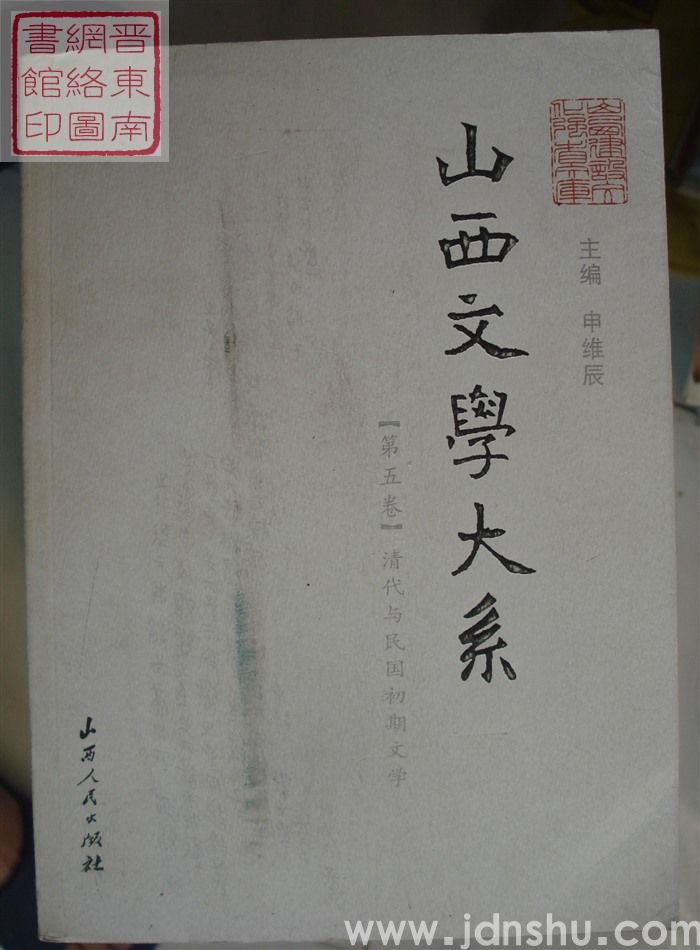 晋東南
網絡圖
書館印
山西文學大系
主编 申维辰
【第五卷】清代与民国初期文学
山西人民出版社
www.jdnshu.com